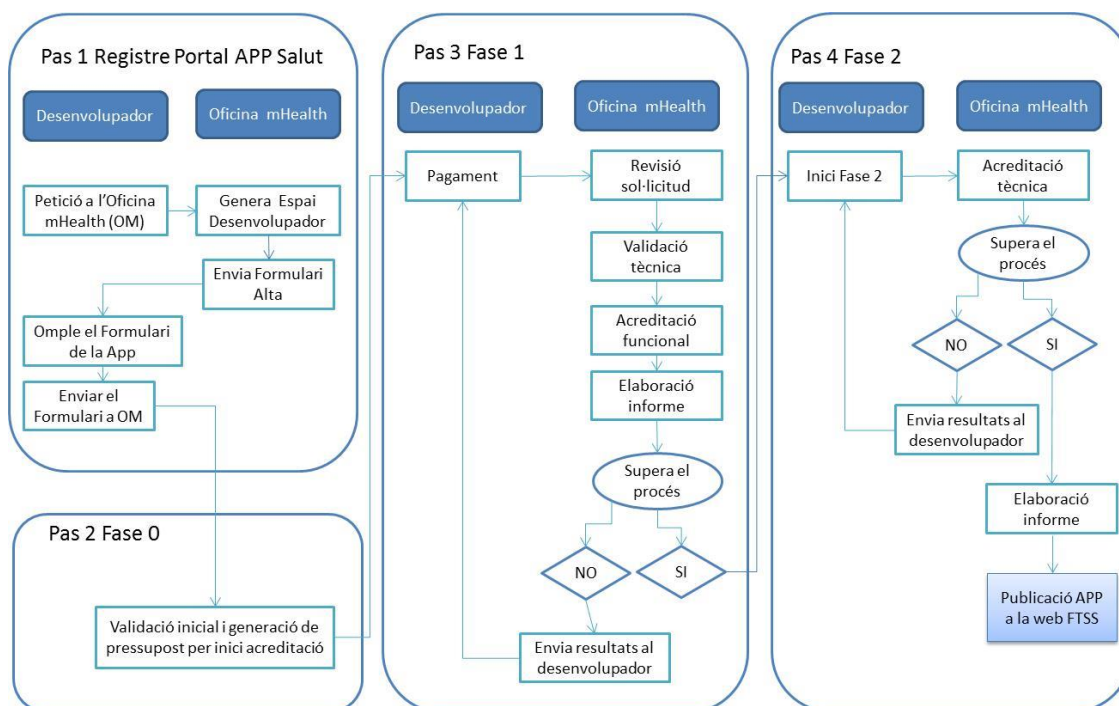 Pas 1 Registre Portal APP Salut
Desenvolupador
Oficina mHealth
Petició a l'Oficina
mHealth (OM)
Genera Espai
Desenvolupador
Envia Formulari
Alta
Omple el Formulari
de la App
Enviar el
Formulari a OM
Pas 2 Fase 0
Validació inicial i generació de
pressupost per inici acreditació
Pas 3 Fase 1
Desenvolupador
Oficina mHealth
Pagament
Revisió
sol·licitud
Validació
tècnica
Acreditació
funcional
Elaboració
informe
Supera el
procés
NO
SI
Envia resultats al
desenvolupador
Pas 4 Fase 2
Desenvolupador
Oficina mHealth
Inici Fase 2
Acreditació
tècnica
Supera el
procés
NO
SI
Envia resultats al
desenvolupador
Elaboració
informe
Publicació APP
a la web FTSS